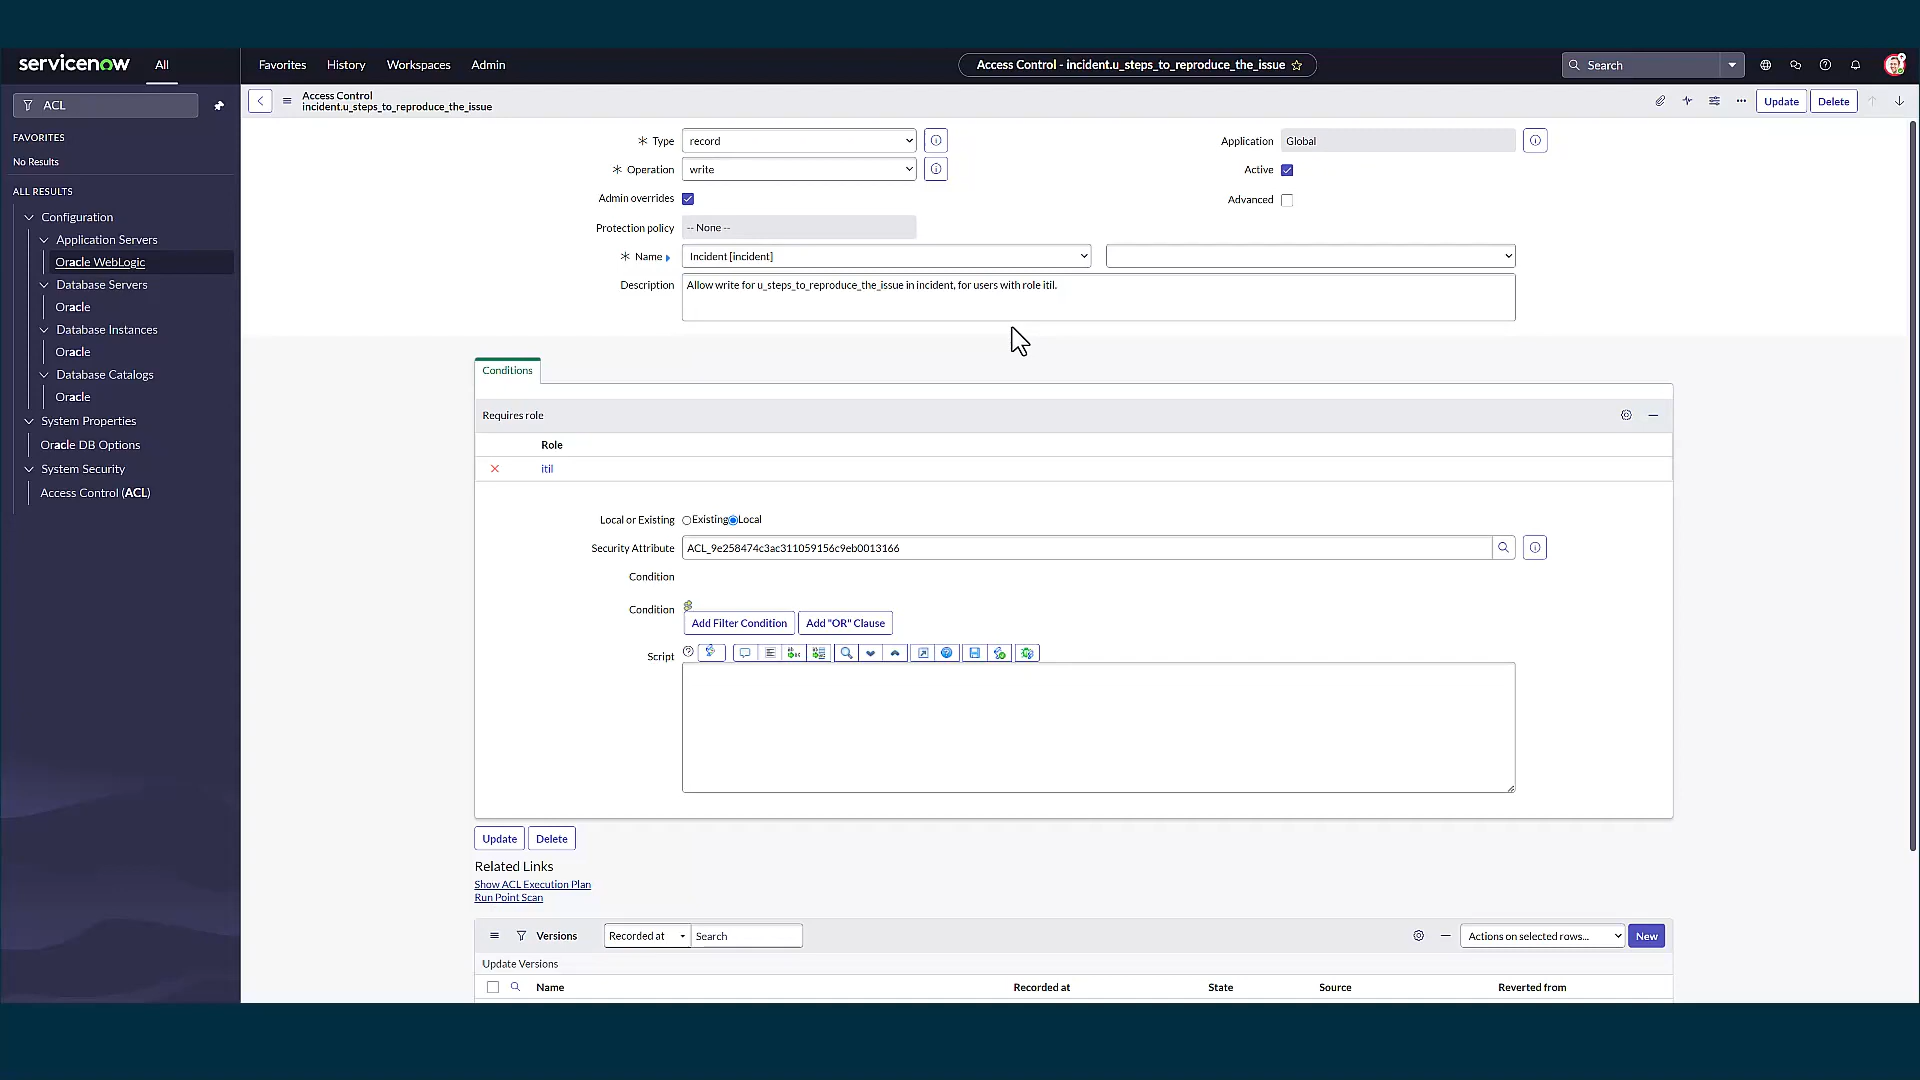 servicenow
All
Favorites
History
Workspaces
Admin
Access Control - incident.u_steps_to_reproduce_the_issue
Search
ACL
Access Control
incident.u_steps_to_reproduce_the_issue
Update
Delete
FAVORITES
No Results
ALL RESULTS
Configuration
Application Servers
Oracle WebLogic
Database Servers
Oracle
Database Instances
Oracle
Database Catalogs
Oracle
System Properties
Oracle DB Options
System Security
Access Control (ACL)
Type
record
Application
Global
Operation
write
Active
Admin overrides
Advanced
Protection policy
-- None --
Name
Incident [incident]
Description
Allow write for u_steps_to_reproduce_the_issue in incident, for users with role itil.
Conditions
Requires role
Role
itil
Local or Existing
Existing
Local
Security Attribute
ACL_9e258474c3ac311059156c9eb0013166
Condition
Condition
Add Filter Condition
Add "OR" Clause
Script
Update
Delete
Related Links
Show ACL Execution Plan
Run Point Scan
Versions
Recorded at
Search
Actions on selected rows...
New
Update Versions
Name
Recorded at
State
Source
Reverted from